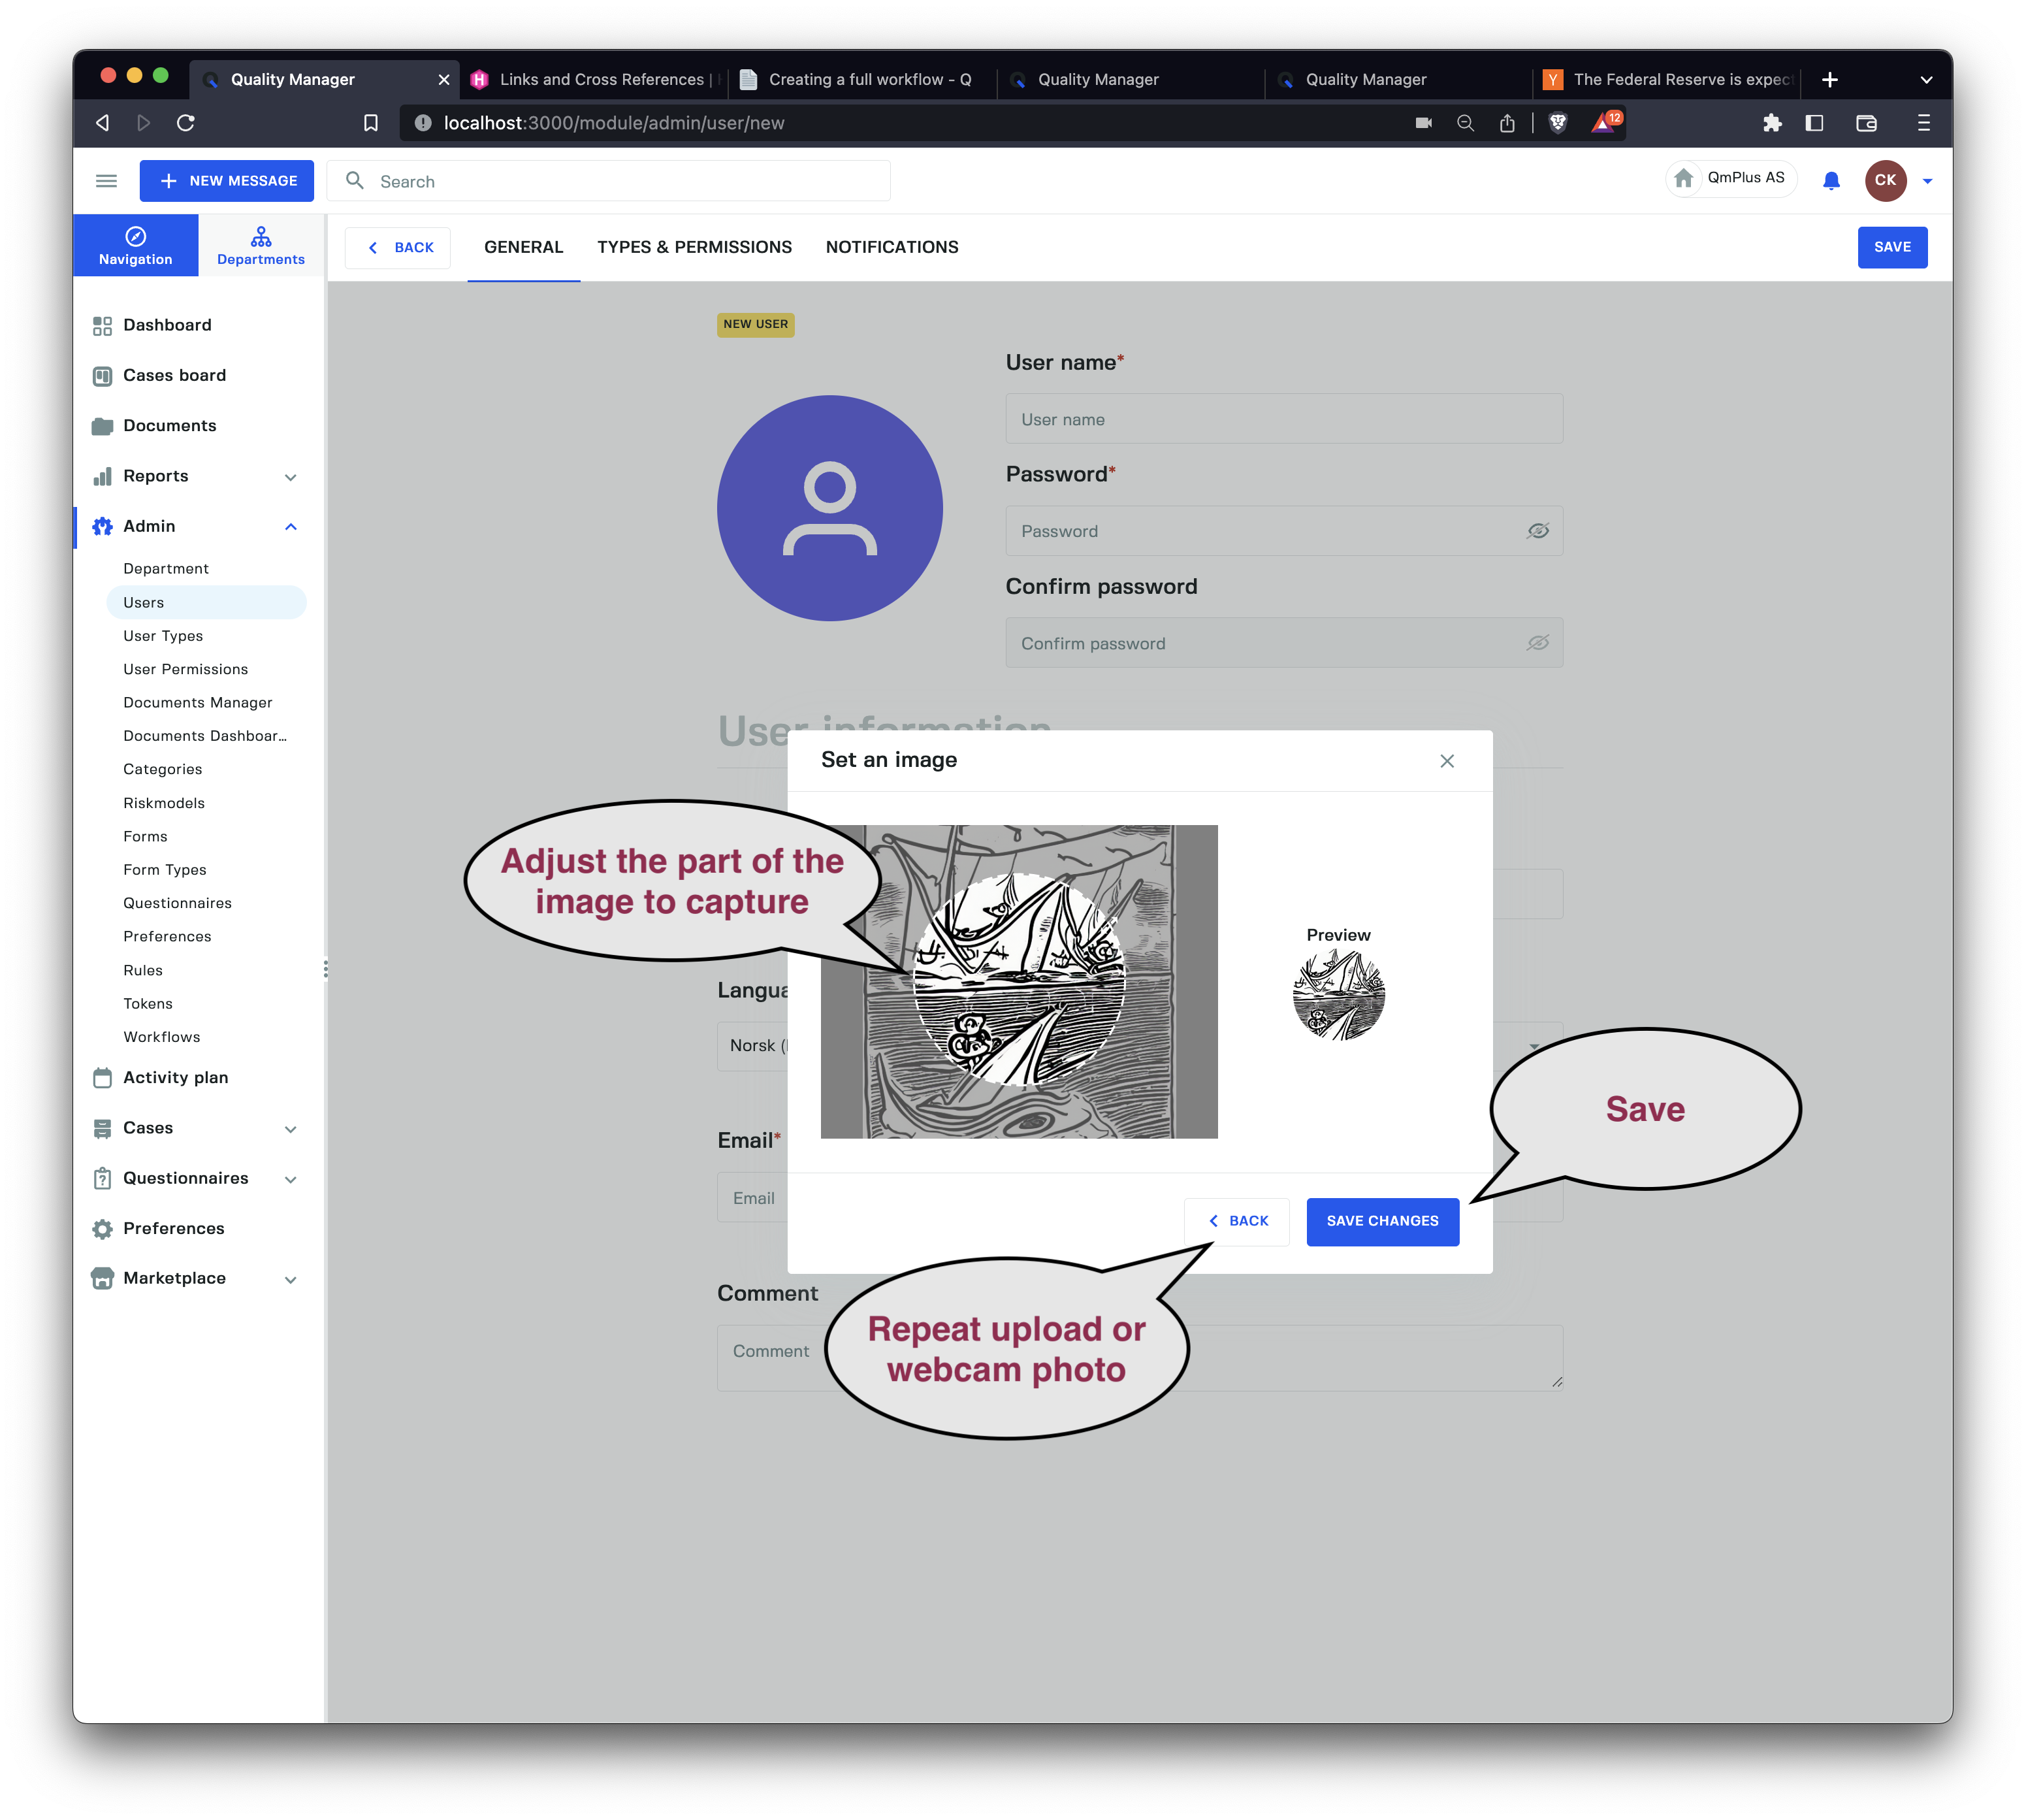 Quality Manager
Links and Cross References |
Creating a full workflow - Q
Quality Manager
Quality Manager
The Federal Reserve is expec
localhost:3000/module/admin/user/new
12
NEW MESSAGE
Search
QmPlus AS
CK
Navigation
Departments
BACK
GENERAL
TYPES & PERMISSIONS
NOTIFICATIONS
SAVE
Dashboard
Cases board
Documents
Reports
Admin
Department
Users
User Types
User Permissions
Documents Manager
Documents Dashboar...
Categories
Riskmodels
Forms
Form Types
Questionnaires
Preferences
Rules
Tokens
Workflows
Activity plan
Cases
Questionnaires
Preferences
Marketplace
NEW USER
User name*
User name
Password*
Password
Confirm password
Confirm password
User information
Set an image
Adjust the part of the
image to capture
Preview
Langua
Norsk (
Save
Email*
Email
BACK
SAVE CHANGES
Comment
Comment
Repeat upload or
webcam photo